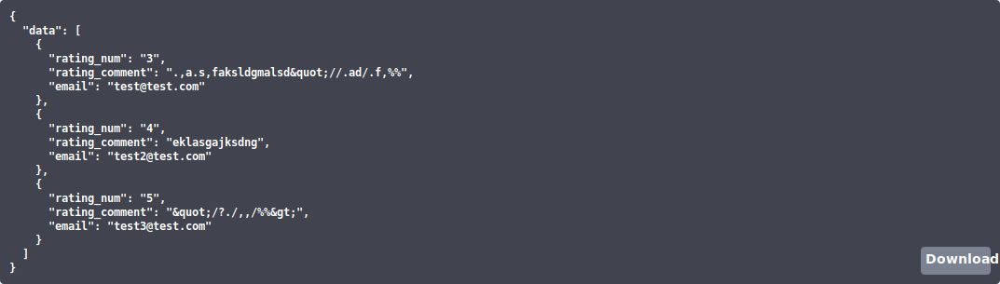 {
  "data": [
    {
      "rating_num": "3",
      "rating_comment": ".,a.s,faksldgmalsd&quot;//.ad/.f,%%",
      "email": "test@test.com"
    },
    {
      "rating_num": "4",
      "rating_comment": "eklasgajksdng",
      "email": "test2@test.com"
    },
    {
      "rating_num": "5",
      "rating_comment": "&quot;/?./,,/%%&gt;",
      "email": "test3@test.com"
    }
  ]
}
Download